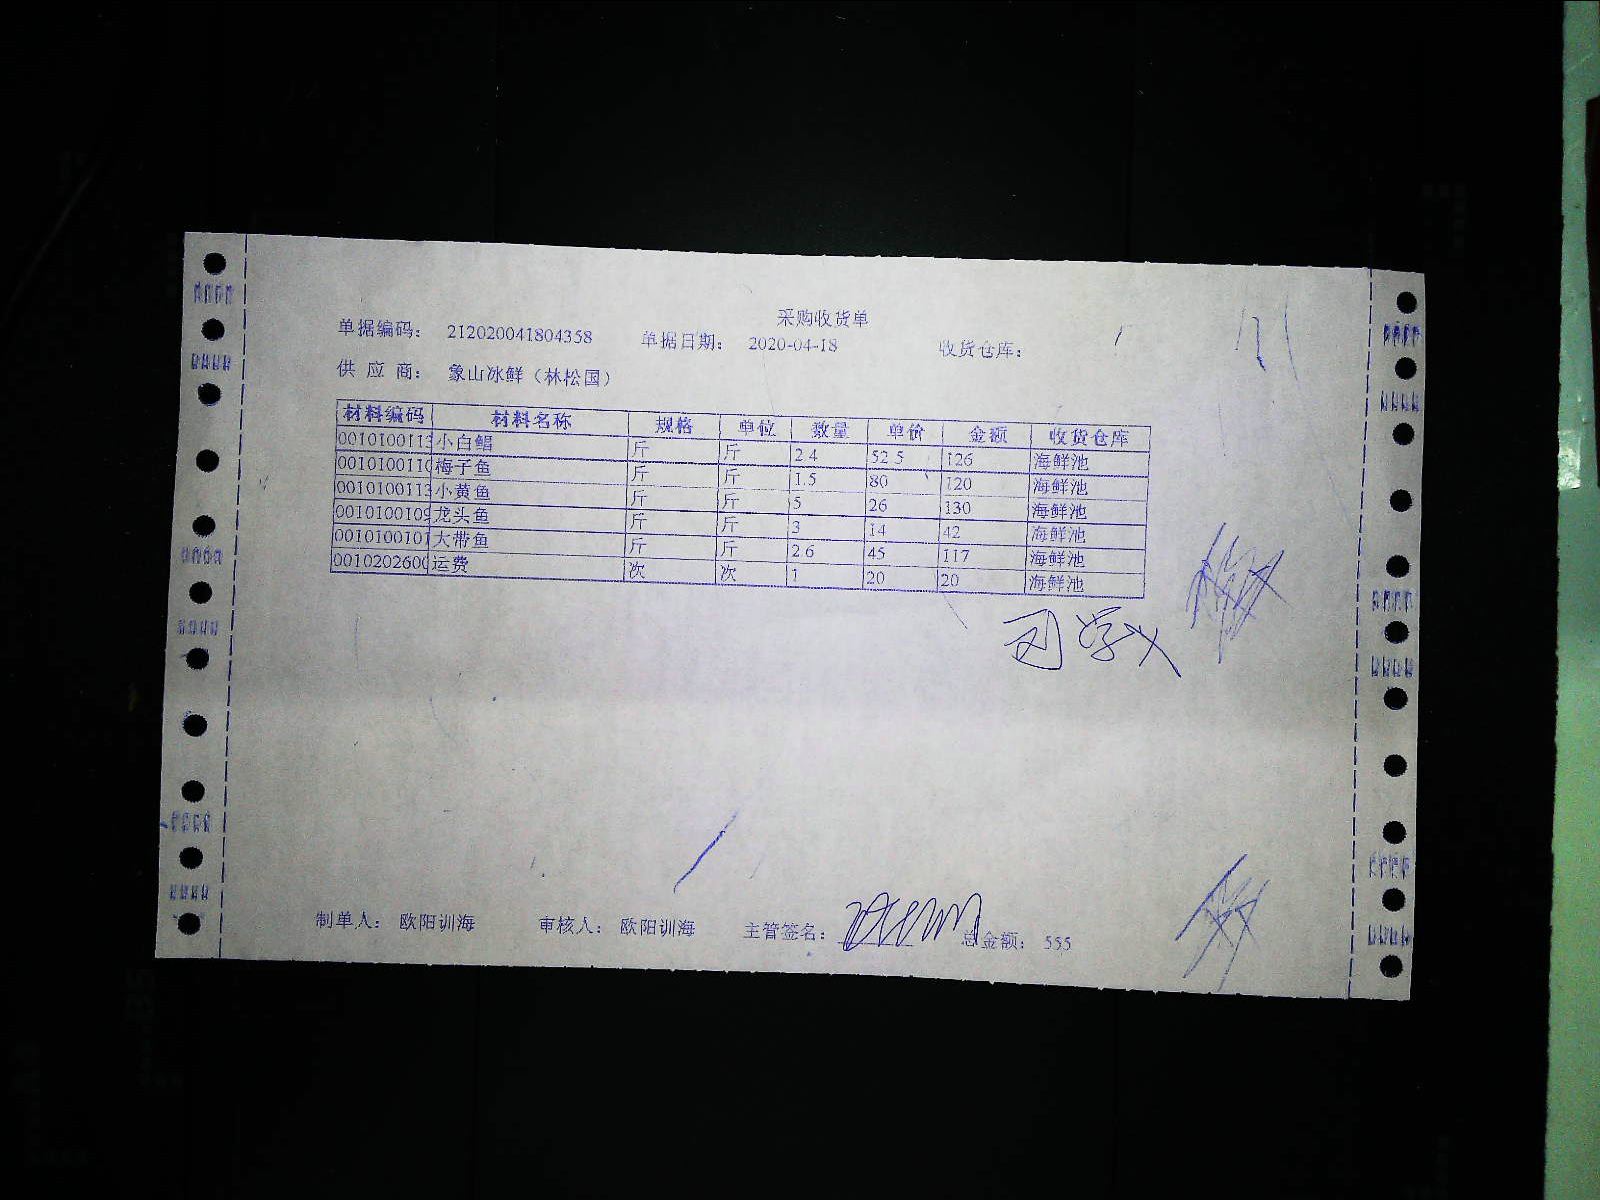 采购收货单
单据编码： 212020041804358 单据日期： 2020-04-18 收货仓库：
供 应 商： 象山冰鲜（林松国）
材料编码 材料名称 规格 单位 数量 单价 金额 收货仓库
001010011 小白鲳 斤 斤 2.4 52.5 126 海鲜池
001010011 梅子鱼 斤 斤 1.5 80 120 海鲜池
0010100113 小黄鱼 斤 斤 5 26 130 海鲜池
001010010 龙头鱼 斤 斤 3 14 42 海鲜池
001010010 大带鱼 斤 斤 2.6 45 117 海鲜池
001020260 运费 次 次 1 20 20 海鲜池
制单人： 欧阳训海 审核人： 欧阳训海 主管签名： 总金额： 555